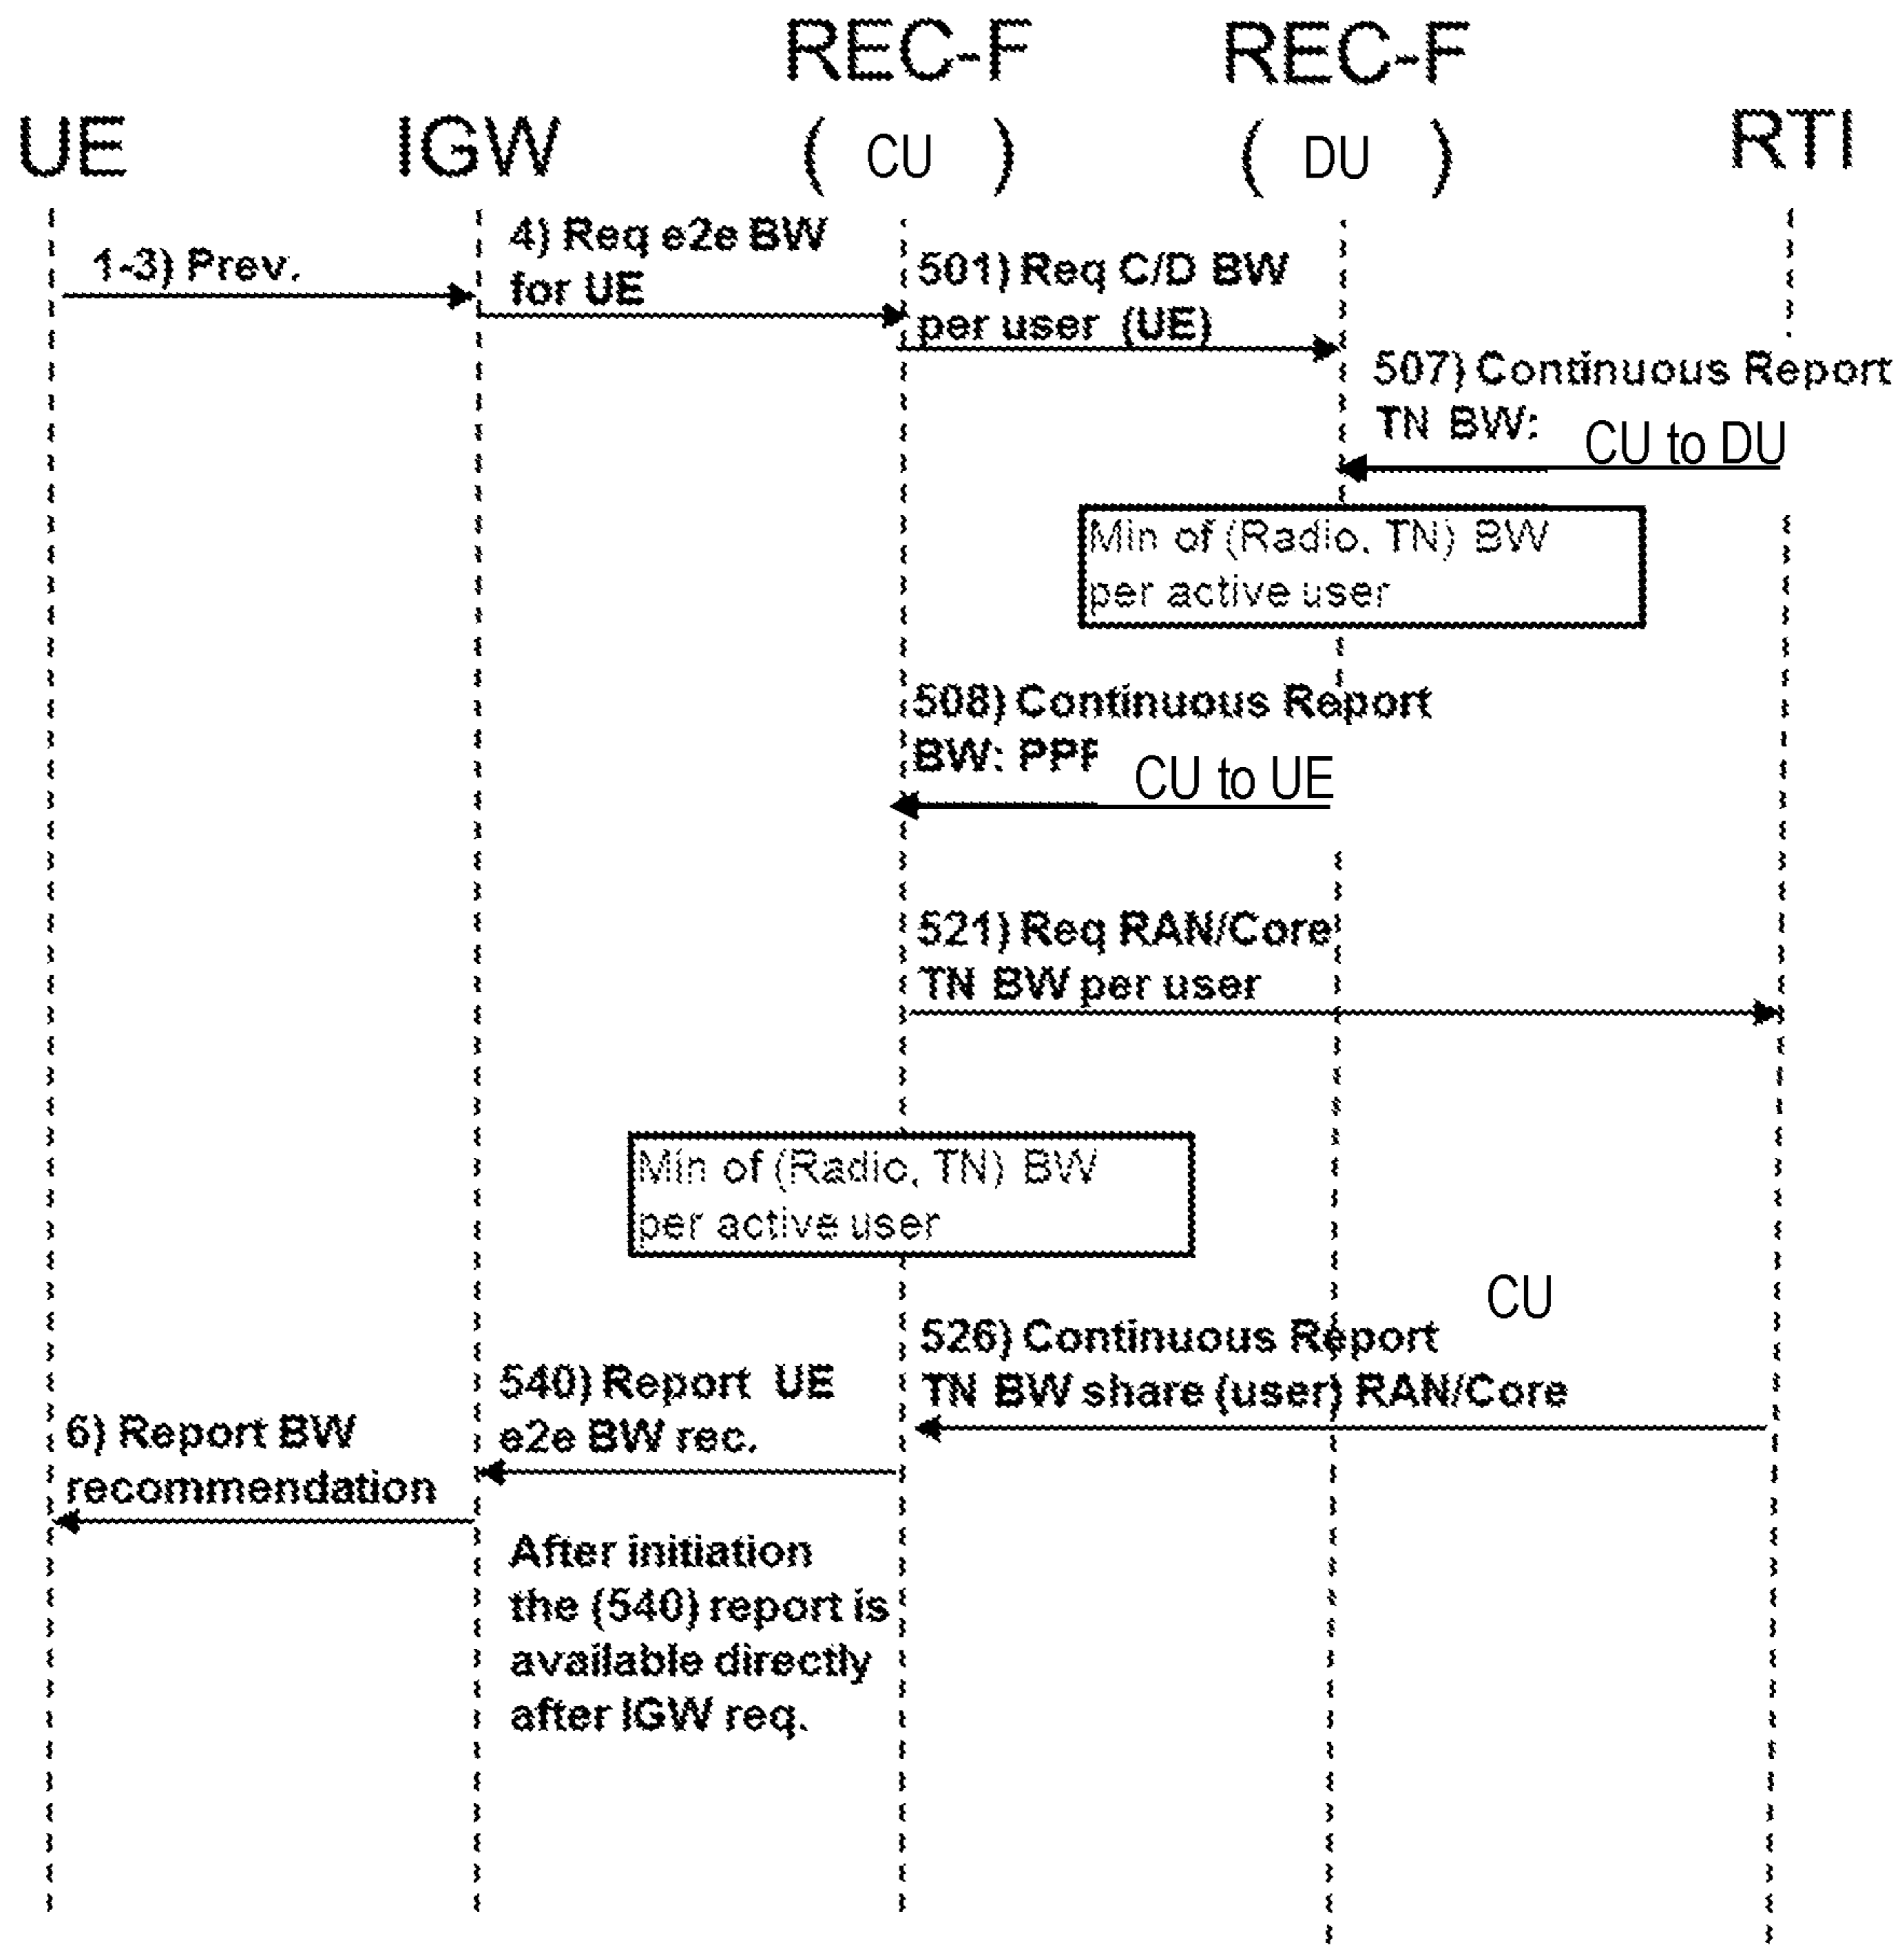 UE
IGW
REC-F
( CU )
REC-F
( DU )
RTI
1-3) Prev.
4) Req e2e BW
for UE
501) Req C/D BW
per user (UE)
507) Continuous Report
TN BW: CU to DU
Min of (Radio, TN) BW
per active user
508) Continuous Report
BW: PPF CU to UE
521) Req RAN/Core
TN BW per user
Min of (Radio, TN) BW
per active user
CU
526) Continuous Report
TN BW share (user) RAN/Core
540) Report UE
e2e BW rec.
6) Report BW
recommendation
After initiation
the (540) report is
available directly
after IGW req.